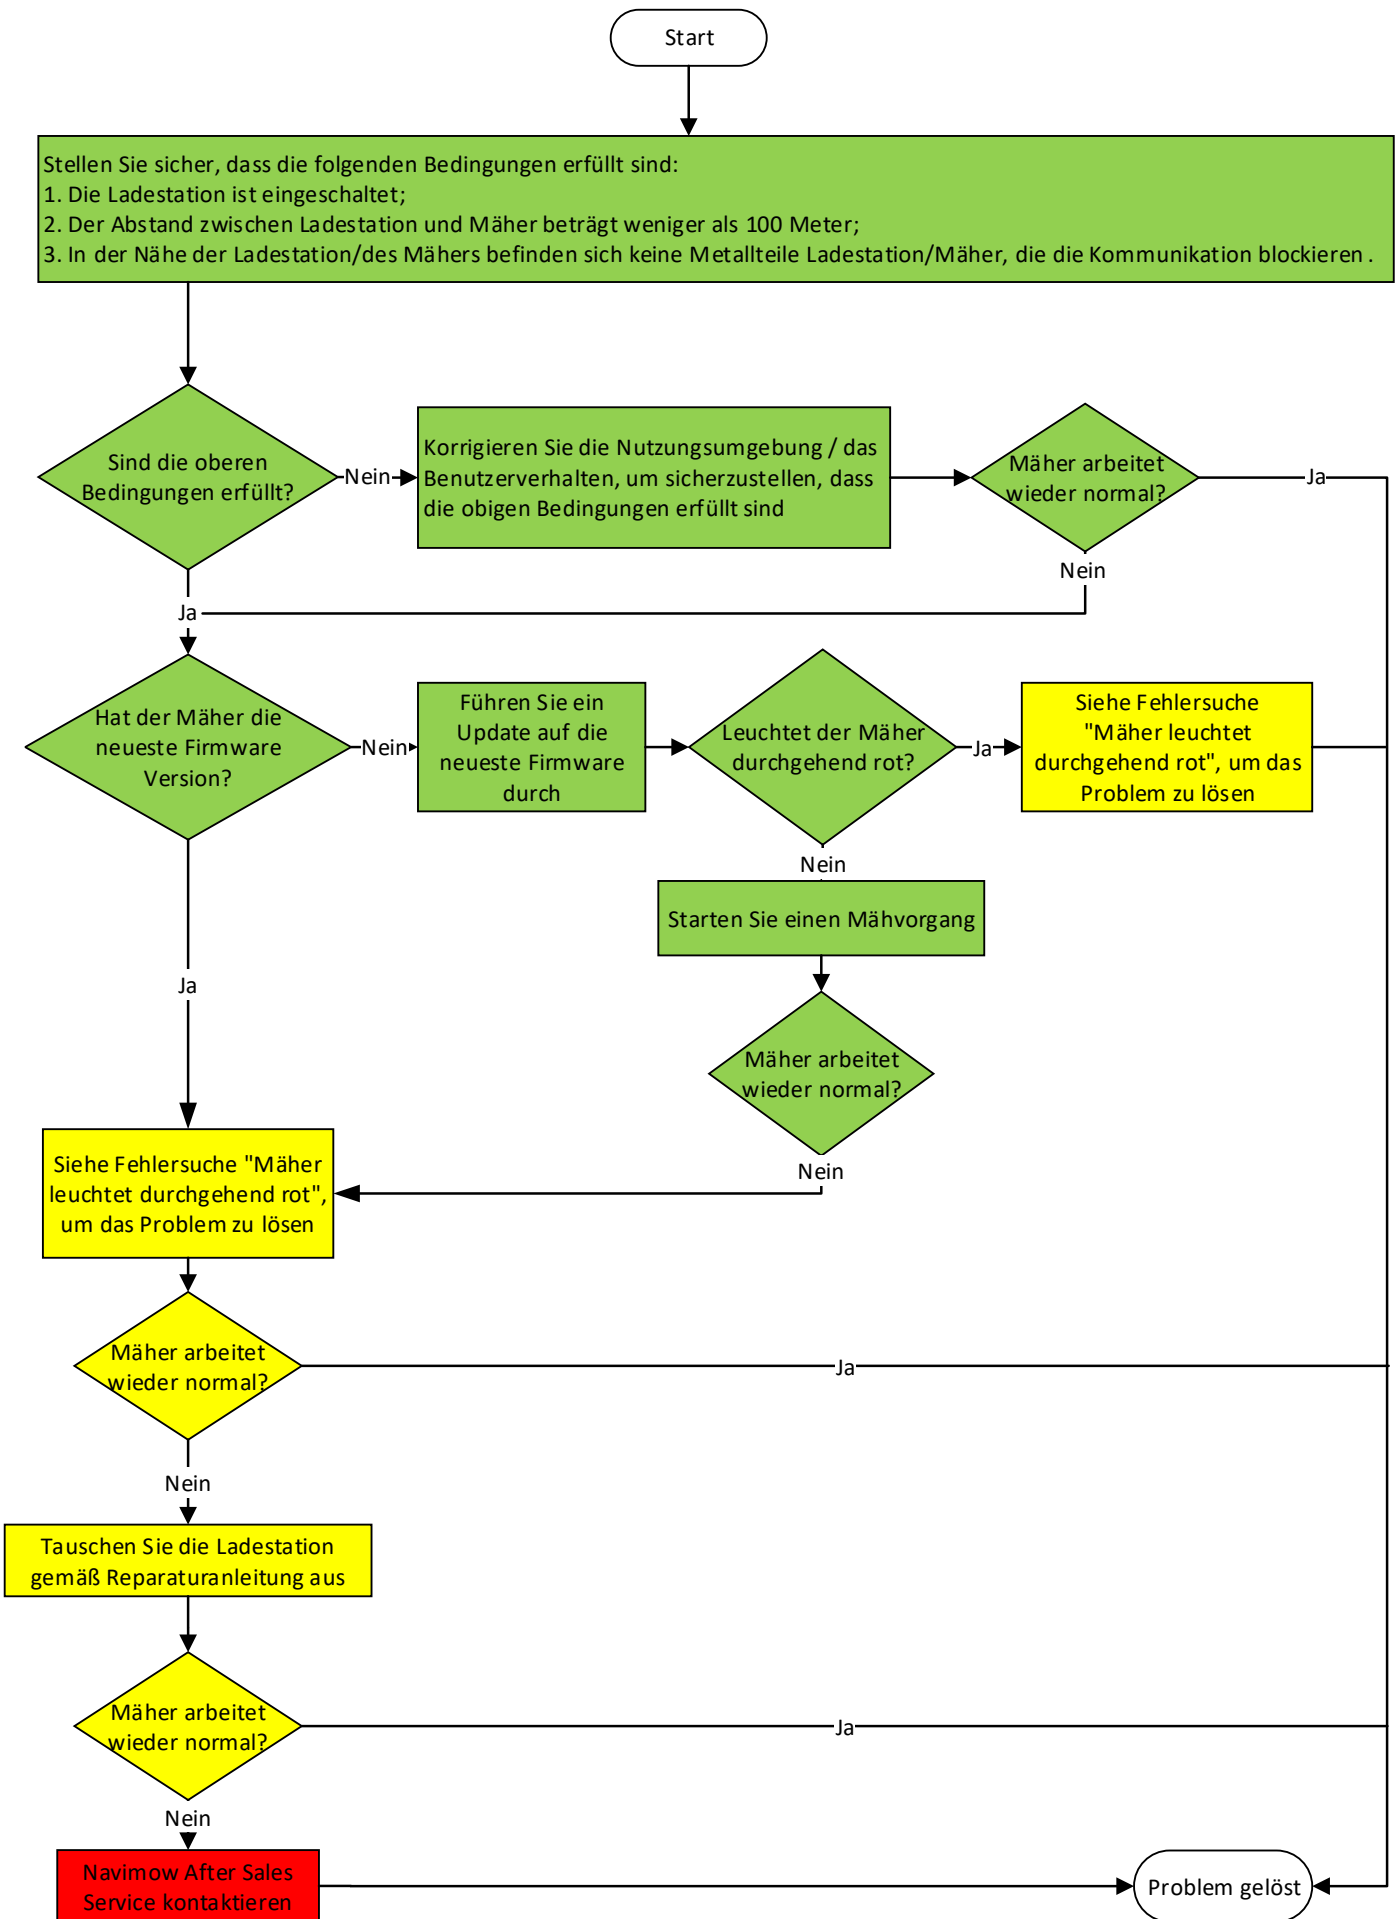 Start
Stellen Sie sicher, dass die folgenden Bedingungen erfüllt sind:
1. Die Ladestation ist eingeschaltet;
2. Der Abstand zwischen Ladestation und Mäher beträgt weniger als 100 Meter;
3. In der Nähe der Ladestation/des Mähers befinden sich keine Metallteile Ladestation/Mäher, die die Kommunikation blockieren .
Sind die oberen
Bedingungen erfüllt?
Nein
Korrigieren Sie die Nutzungsumgebung / das
Benutzerverhalten, um sicherzustellen, dass
die obigen Bedingungen erfüllt sind
Mäher arbeitet
wieder normal?
Ja
Nein
Ja
Hat der Mäher die
neueste Firmware
Version?
Nein
Führen Sie ein
Update auf die
neueste Firmware
durch
Leuchtet der Mäher
durchgehend rot?
Ja
Siehe Fehlersuche
"Mäher leuchtet
durchgehend rot", um das
Problem zu lösen
Nein
Starten Sie einen Mähvorgang
Ja
Mäher arbeitet
wieder normal?
Nein
Siehe Fehlersuche "Mäher
leuchtet durchgehend rot",
um das Problem zu lösen
Mäher arbeitet
wieder normal?
Ja
Nein
Tauschen Sie die Ladestation
gemäß Reparaturanleitung aus
Mäher arbeitet
wieder normal?
Ja
Nein
Navimow After Sales
Service kontaktieren
Problem gelöst